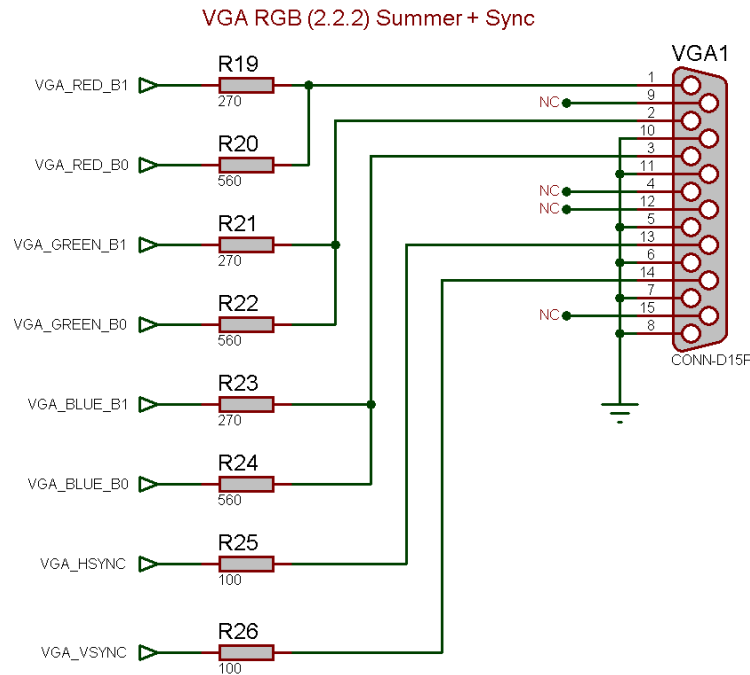 VGA RGB (2.2.2) Summer + Sync
VGA_RED_B1
R19
270
VGA_RED_B0
R20
560
VGA_GREEN_B1
R21
270
VGA_GREEN_B0
R22
560
VGA_BLUE_B1
R23
270
VGA_BLUE_B0
R24
560
VGA_HSYNC
R25
100
VGA_VSYNC
R26
100
VGA1
1
NC
9
2
10
3
11
NC
4
NC
12
5
13
6
14
7
NC
15
8
CONN-D15F